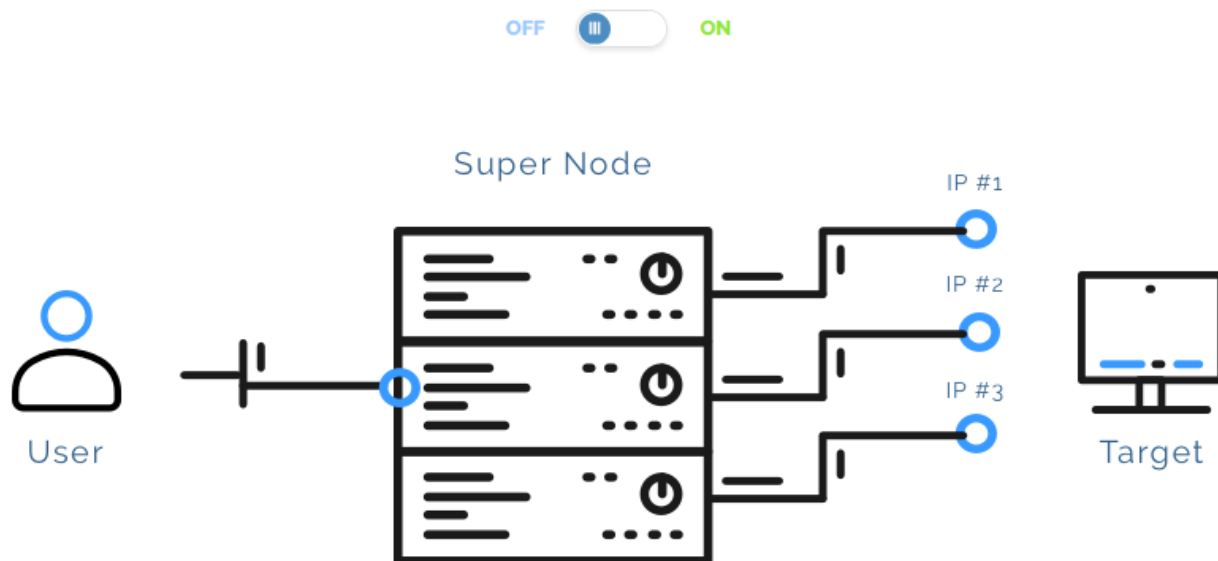 OFF ON
Super Node
IP #1
IP #2
IP #3
User
Target